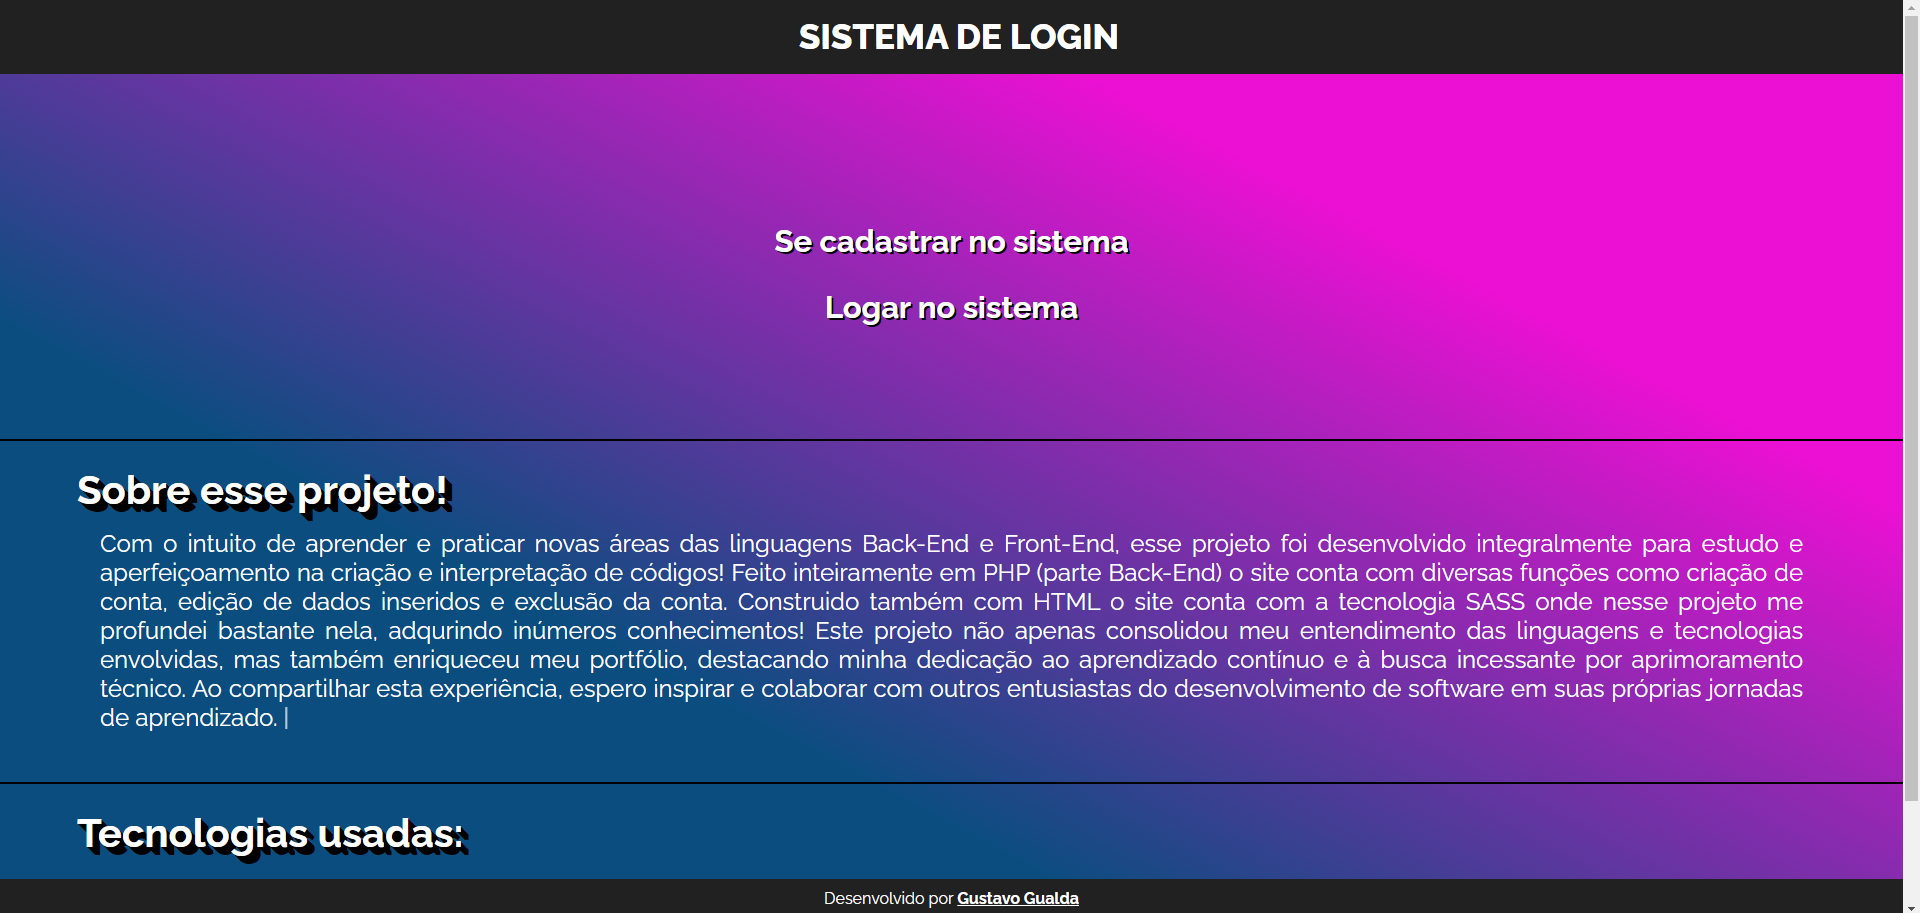 SISTEMA DE LOGIN
Se cadastrar no sistema
Logar no sistema
Sobre esse projeto!
Com o intuito de aprender e praticar novas áreas das linguagens Back-End e Front-End, esse projeto foi desenvolvido integralmente para estudo e
aperfeiçoamento na criação e interpretação de códigos! Feito inteiramente em PHP (parte Back-End) o site conta com diversas funções como criação de
conta, edição de dados inseridos e exclusão da conta. Construido também com HTML o site conta com a tecnologia SASS onde nesse projeto me
profundei bastante nela, adqurindo inúmeros conhecimentos! Este projeto não apenas consolidou meu entendimento das linguagens e tecnologias
envolvidas, mas também enriqueceu meu portfólio, destacando minha dedicação ao aprendizado contínuo e à busca incessante por aprimoramento
técnico. Ao compartilhar esta experiência, espero inspirar e colaborar com outros entusiastas do desenvolvimento de software em suas próprias jornadas
de aprendizado. |
Tecnologias usadas:
Desenvolvido por Gustavo Gualda